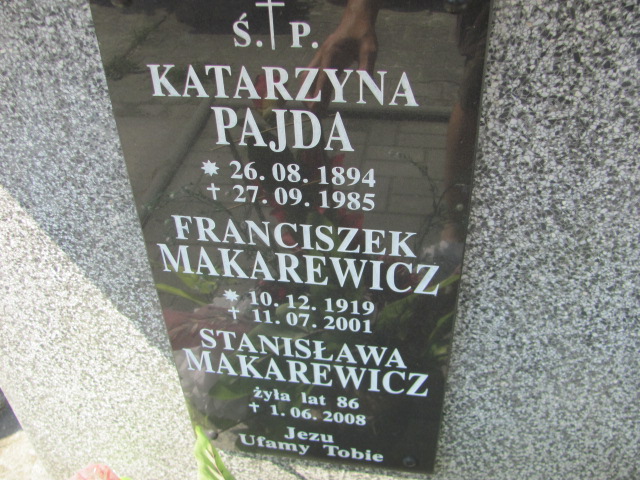 Ś. P.
KATARZYNA
PAJDA
* 26. 08. 1894
† 27. 09. 1985
FRANCISZEK
MAKAREWICZ
* 10. 12. 1919
† 11. 07. 2001
STANISŁAWA
MAKAREWICZ
żyła lat 86
† 1. 06. 2008
Jezu
Ufamy Tobie